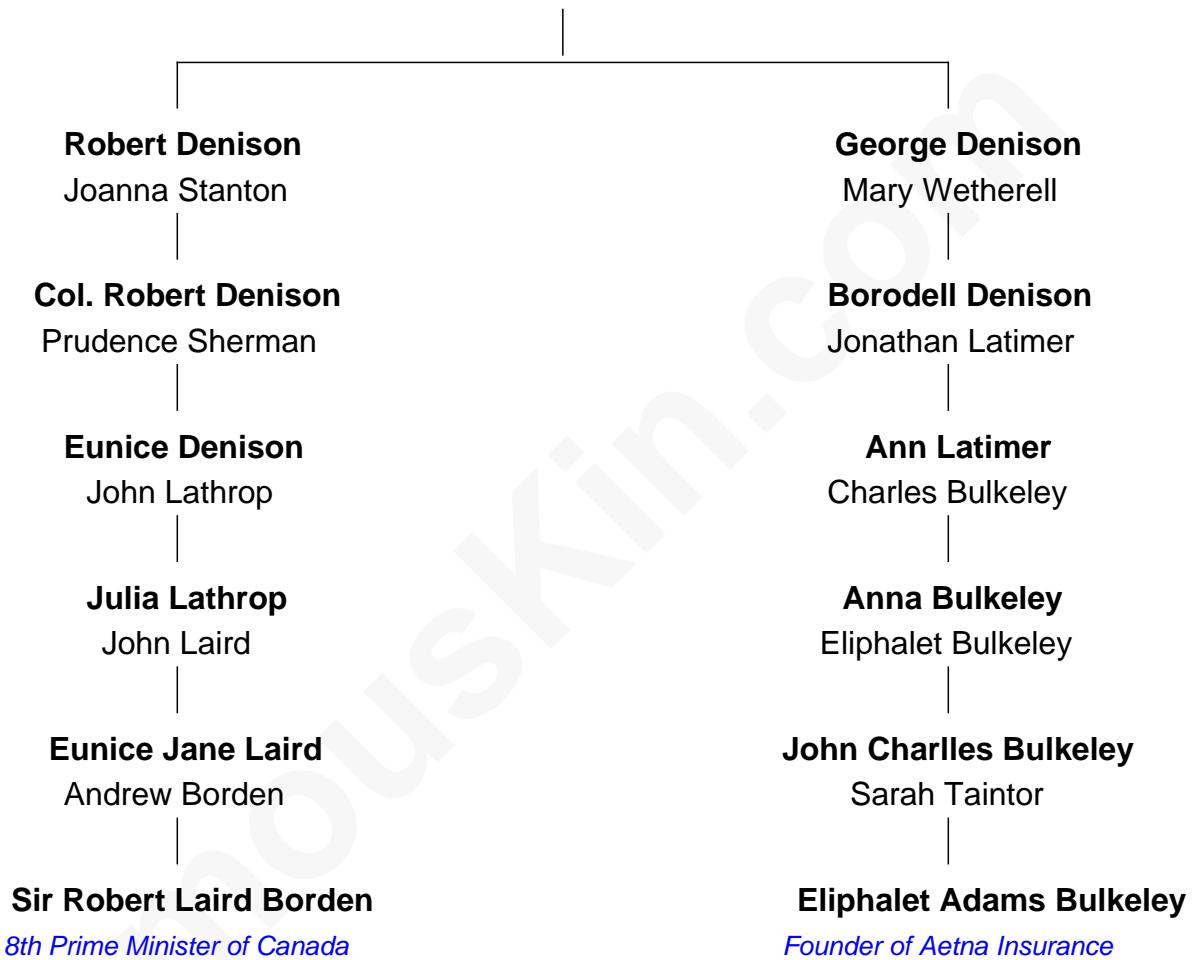 Robert Denison
Joanna Stanton
George Denison
Mary Wetherell
Col. Robert Denison
Prudence Sherman
Borodell Denison
Jonathan Latimer
Eunice Denison
John Lathrop
Ann Latimer
Charles Bulkeley
Julia Lathrop
John Laird
Anna Bulkeley
Eliphalet Bulkeley
Eunice Jane Laird
Andrew Borden
John Charlles Bulkeley
Sarah Taintor
Sir Robert Laird Borden
8th Prime Minister of Canada
Eliphalet Adams Bulkeley
Founder of Aetna Insurance
mousKin.com